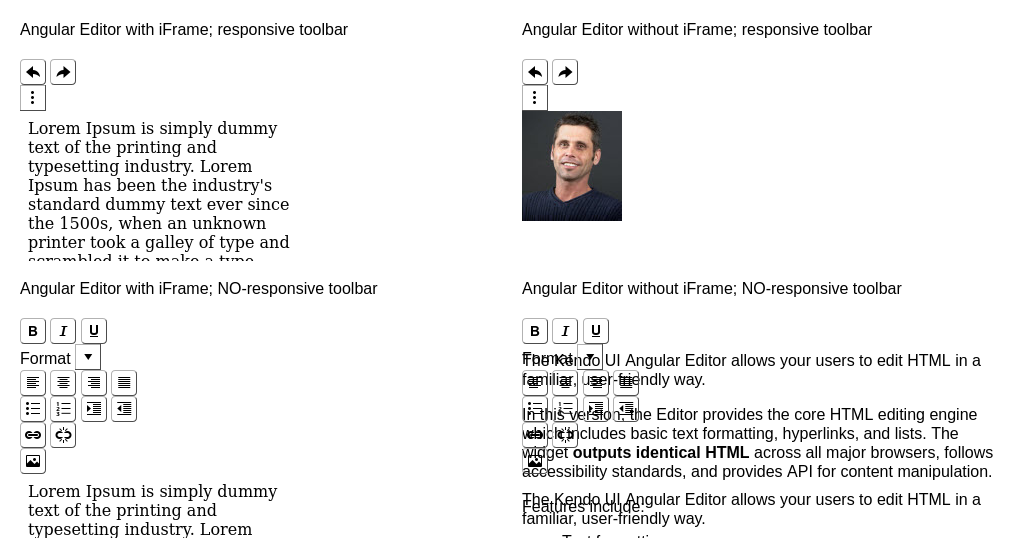 Angular Editor with iFrame; responsive toolbar
Lorem Ipsum is simply dummy
text of the printing and
typesetting industry. Lorem
Ipsum has been the industry's
standard dummy text ever since
the 1500s, when an unknown
printer took a galley of type and
scrambled it to make a type
Angular Editor without iFrame; responsive toolbar
Angular Editor with iFrame; NO-responsive toolbar
B I U
Format
Lorem Ipsum is simply dummy
text of the printing and
typesetting industry. Lorem
Angular Editor without iFrame; NO-responsive toolbar
B I U
Format
The Kendo UI Angular Editor allows your users to edit HTML in a
familiar, user-friendly way.
In this version, the Editor provides the core HTML editing engine
which includes basic text formatting, hyperlinks, and lists. The
widget outputs identical HTML across all major browsers, follows
accessibility standards, and provides API for content manipulation.
The Kendo UI Angular Editor allows your users to edit HTML in a
Features include:
familiar, user-friendly way.
Text formatting